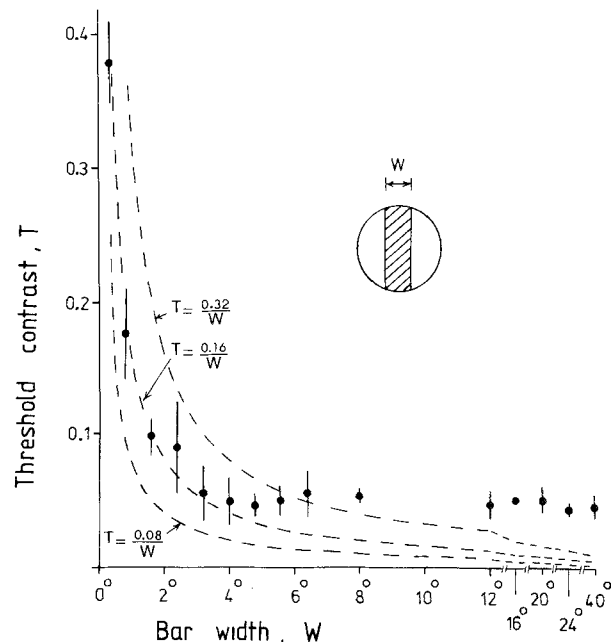 0.4
0.3
0.2
0.1
0
Threshold contrast, T
W
T = 0.32/W
T = 0.16/W
T = 0.08/W
0° 2° 4° 6° 8° 10° 12° 20° 40°
16° 24°
Bar width, W